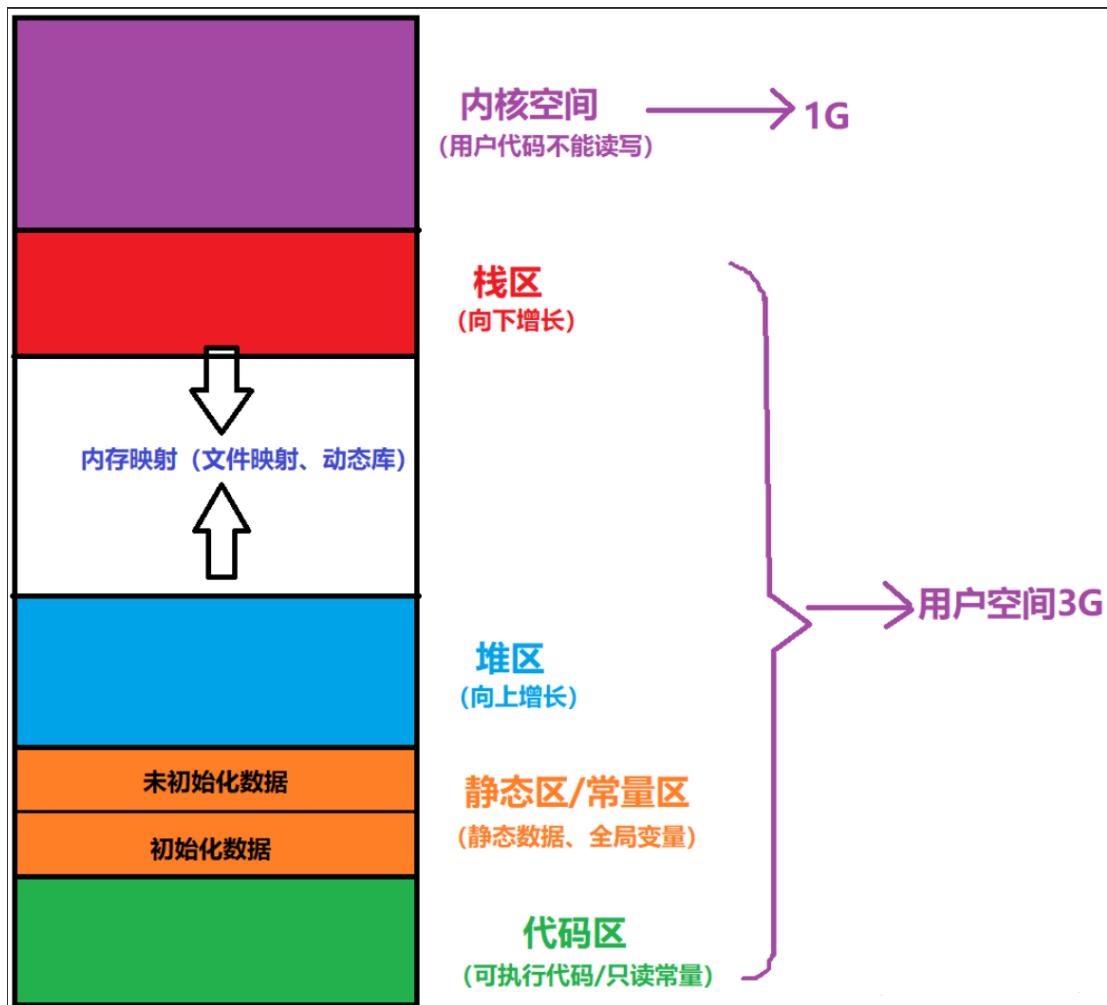 内核空间
(用户代码不能读写)
1G
栈区
(向下增长)
内存映射（文件映射、动态库）
用户空间3G
堆区
(向上增长)
未初始化数据
初始化数据
静态区/常量区
(静态数据、全局变量)
代码区
(可执行代码/只读常量)